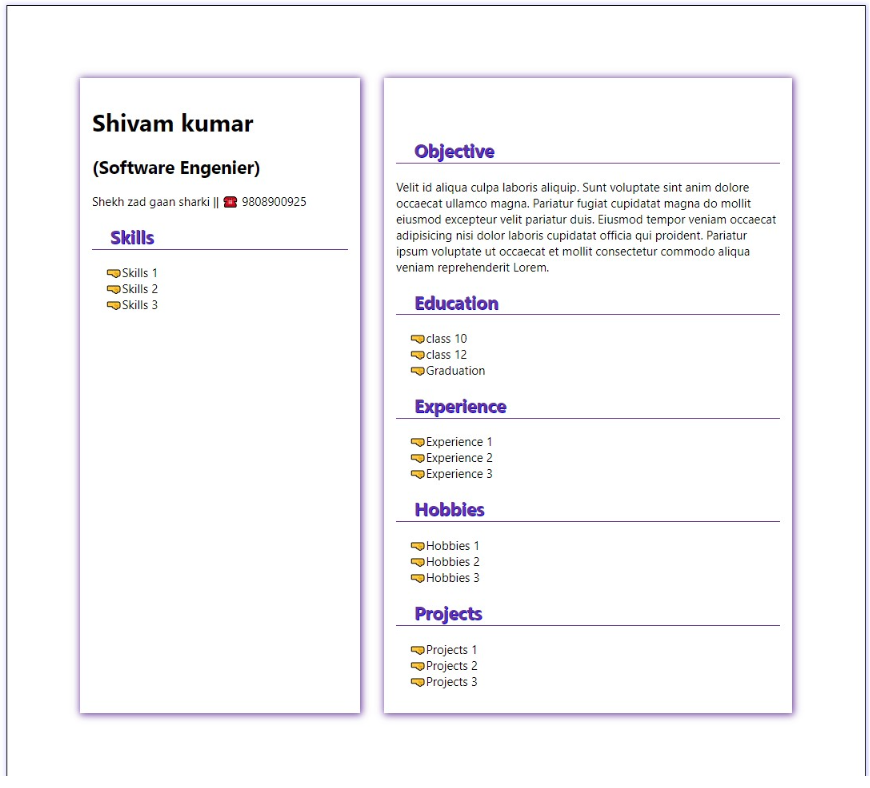 Shivam kumar
(Software Engenier)
Shekh zad gaan sharki || ☎️ 9808900925
Skills
Skills 1
Skills 2
Skills 3
Objective
Velit id aliqua culpa laboris aliquip. Sunt voluptate sint anim dolore
occaecat ullamco magna. Pariatur fugiat cupidatat magna do mollit
eiusmod excepteur velit pariatur duis. Eiusmod tempor veniam occaecat
adipisicing nisi dolor laboris cupidatat officia qui proident. Pariatur
ipsum voluptate ut occaecat et mollit consectetur commodo aliqua
veniam reprehenderit Lorem.
Education
class 10
class 12
Graduation
Experience
Experience 1
Experience 2
Experience 3
Hobbies
Hobbies 1
Hobbies 2
Hobbies 3
Projects
Projects 1
Projects 2
Projects 3